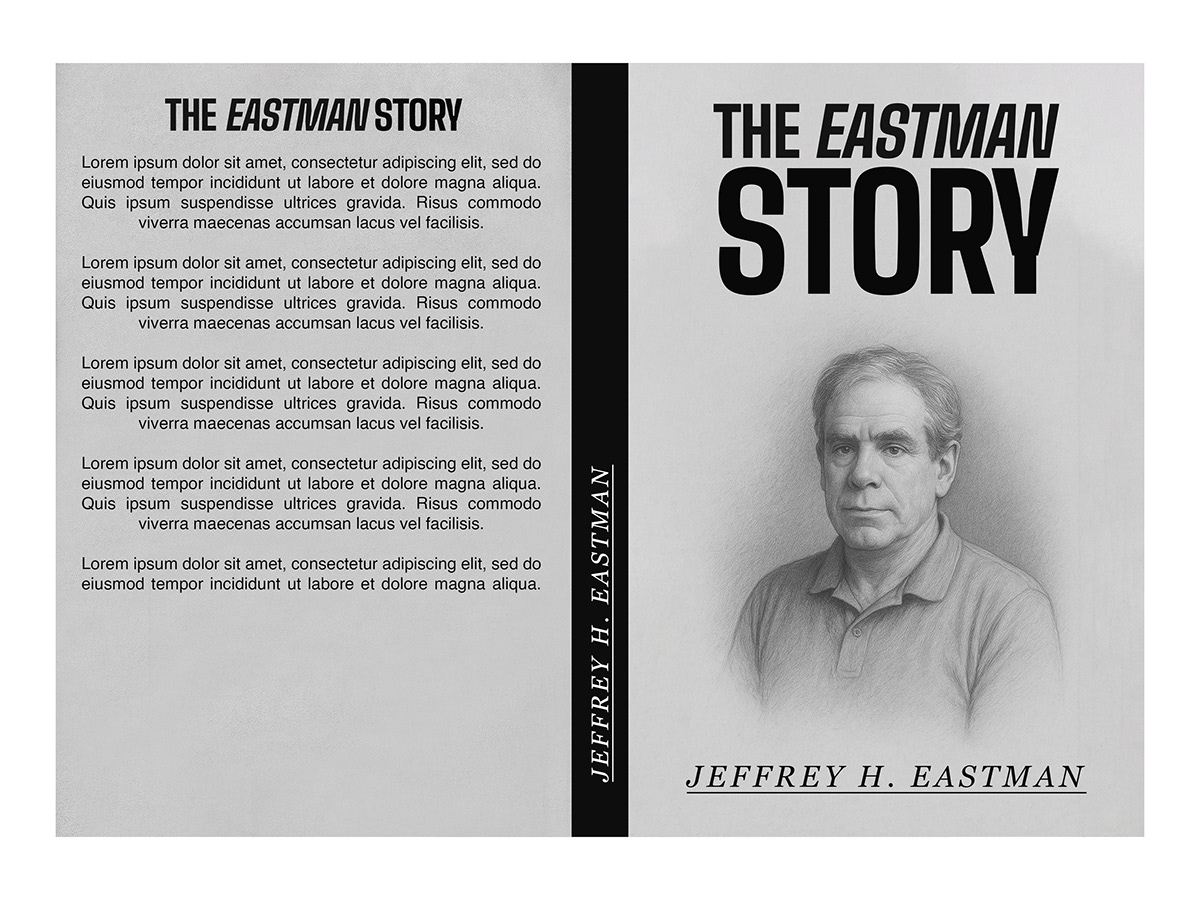 THE EASTMAN STORY
Lorem ipsum dolor sit amet, consectetur adipiscing elit, sed do
eiusmod tempor incididunt ut labore et dolore magna aliqua.
Quis ipsum suspendisse ultrices gravida. Risus commodo
viverra maecenas accumsan lacus vel facilisis.
Lorem ipsum dolor sit amet, consectetur adipiscing elit, sed do
eiusmod tempor incididunt ut labore et dolore magna aliqua.
Quis ipsum suspendisse ultrices gravida. Risus commodo
viverra maecenas accumsan lacus vel facilisis.
Lorem ipsum dolor sit amet, consectetur adipiscing elit, sed do
eiusmod tempor incididunt ut labore et dolore magna aliqua.
Quis ipsum suspendisse ultrices gravida. Risus commodo
viverra maecenas accumsan lacus vel facilisis.
Lorem ipsum dolor sit amet, consectetur adipiscing elit, sed do
eiusmod tempor incididunt ut labore et dolore magna aliqua.
Quis ipsum suspendisse ultrices gravida. Risus commodo
viverra maecenas accumsan lacus vel facilisis.
Lorem ipsum dolor sit amet, consectetur adipiscing elit, sed do
eiusmod tempor incididunt ut labore et dolore magna aliqua.
JEFFREY H. EASTMAN
THE EASTMAN
STORY
JEFFREY H. EASTMAN